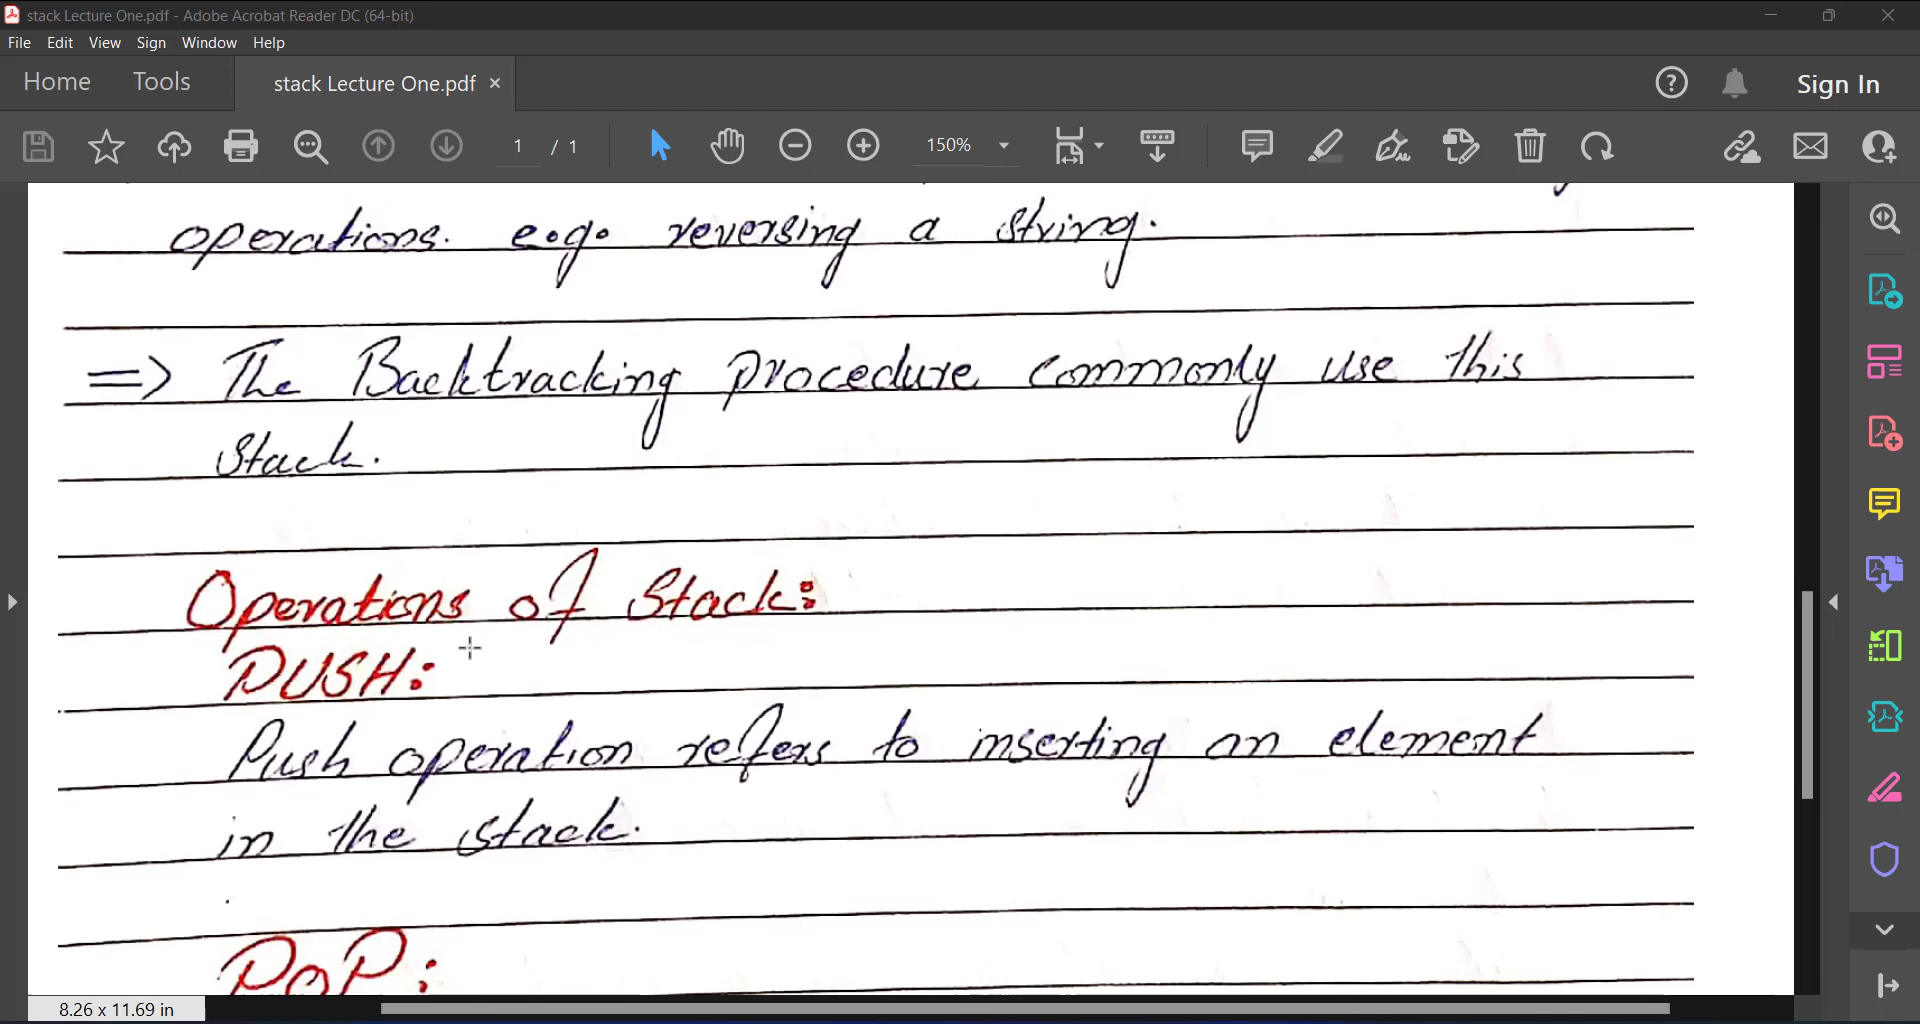 stack Lecture One.pdf - Adobe Acrobat Reader DC (64-bit)
File Edit View Sign Window Help
Home Tools stack Lecture One.pdf × Sign In
1 / 1 150%
operations. e.g. reversing a string.
=> The Backtracking procedure commonly use this
stack.
Operations of Stack:
PUSH:
Push operation refers to inserting an element
in the stack.
POP:
8.26 x 11.69 in